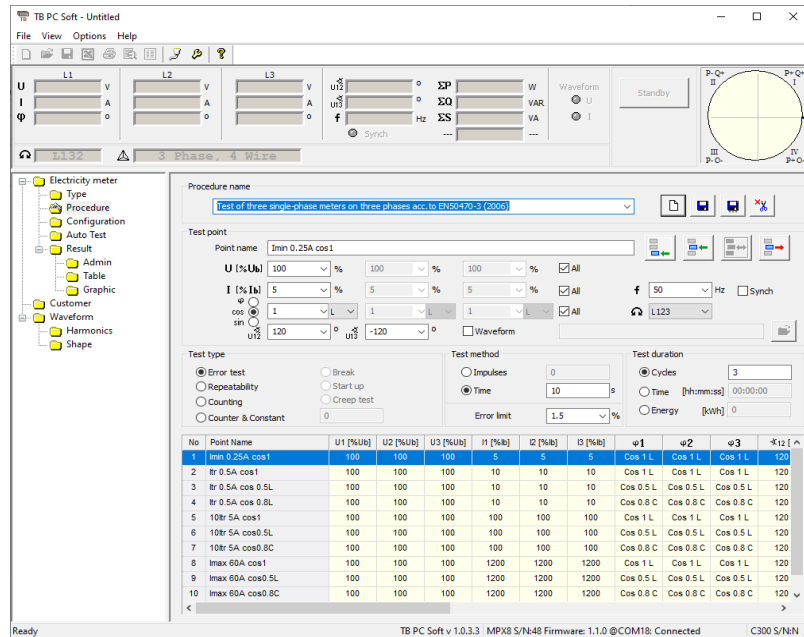 TB PC Soft - Untitled
File View Options Help
L1 L2 L3
U V V V U12 ° ΣP W Waveform P- Q+ P+ Q+
II I
I A A A U13 ° ΣQ VAR U Standby
φ ° ° ° f Hz ΣS VA I
Synch --- ---
III IV
P- Q- P+ Q-
L132 3 Phase, 4 Wire
Electricity meter
Type
Procedure
Configuration
Auto Test
Result
Admin
Table
Graphic
Customer
Waveform
Harmonics
Shape
Procedure name
Test of three single-phase meters on three phases acc.to EN50470-3 (2006)
Test point
Point name Imin 0.25A cos1
U [%Ub] 100 % 100 % 100 % All
I [%Ib] 5 % 5 % 5 % All f 50 Hz Synch
φ
cos 1 L 1 L 1 L All L123
sin
U12 120 ° U13 -120 ° Waveform
Test type Test method Test duration
Error test Break Impulses 0 Cycles 3
Repeatability Start up Time 10 s Time [hh:mm:ss] 00:00:00
Counting Creep test
Counter & Constant 0 Error limit 1.5 % Energy [kWh] 0
No Point Name U1 [%Ub] U2 [%Ub] U3 [%Ub] I1 [%Ib] I2 [%Ib] I3 [%Ib] φ1 φ2 φ3 12 [
1 Imin 0.25A cos1 100 100 100 5 5 5 Cos 1 L Cos 1 L Cos 1 L 120
2 Itr 0.5A cos1 100 100 100 10 10 10 Cos 1 L Cos 1 L Cos 1 L 120
3 Itr 0.5A cos 0.5L 100 100 100 10 10 10 Cos 0.5 L Cos 0.5 L Cos 0.5 L 120
4 Itr 0.5A cos 0.8L 100 100 100 10 10 10 Cos 0.8 C Cos 0.8 C Cos 0.8 C 120
5 10Itr 5A cos1 100 100 100 100 100 100 Cos 1 L Cos 1 L Cos 1 L 120
6 10Itr 5A cos0.5L 100 100 100 100 100 100 Cos 0.5 L Cos 0.5 L Cos 0.5 L 120
7 10Itr 5A cos0.8C 100 100 100 100 100 100 Cos 0.8 C Cos 0.8 C Cos 0.8 C 120
8 Imax 60A cos1 100 100 100 1200 1200 1200 Cos 1 L Cos 1 L Cos 1 L 120
9 Imax 60A cos0.5L 100 100 100 1200 1200 1200 Cos 0.5 L Cos 0.5 L Cos 0.5 L 120
10 Imax 60A cos0.8C 100 100 100 1200 1200 1200 Cos 0.8 C Cos 0.8 C Cos 0.8 C 120
Ready TB PC Soft v 1.0.3.3 MPX8 S/N:48 Firmware: 1.1.0 @COM18: Connected C300 S/N:N